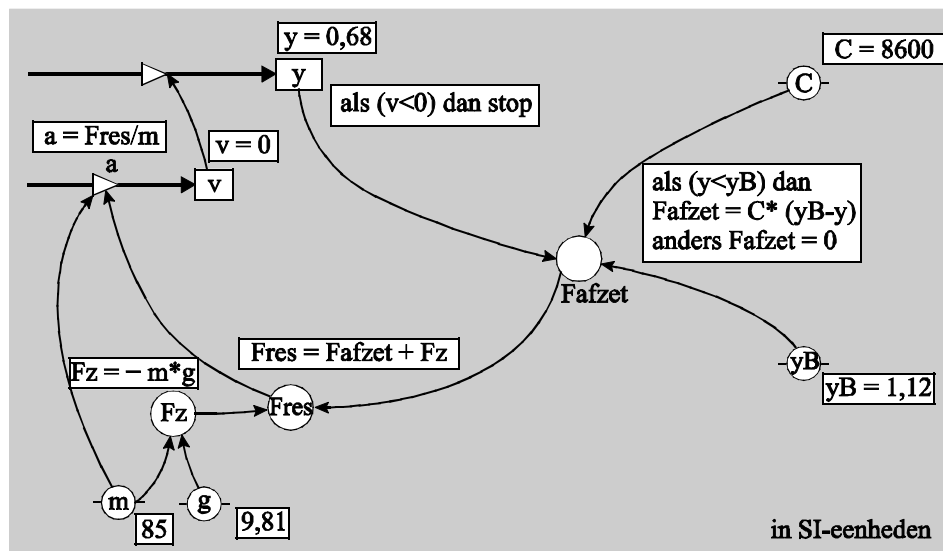 y = 0,68
C = 8600
y
C
als (v<0) dan stop
a = Fres/m
a
v = 0
v
als (y<yB) dan
Fafzet = C* (yB-y)
anders Fafzet = 0
Fafzet
Fres = Fafzet + Fz
yB
yB = 1,12
Fz = – m*g
Fz
Fres
m
85
g
9,81
in SI-eenheden